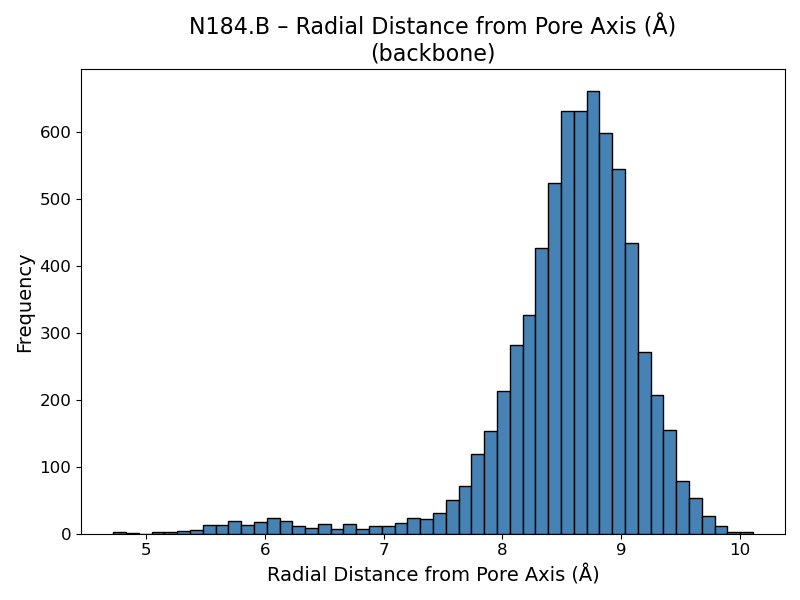 N184.B – Radial Distance from Pore Axis (Å)
(backbone)
600
500
400
300
200
100
0
Frequency
5 6 7 8 9 10
Radial Distance from Pore Axis (Å)